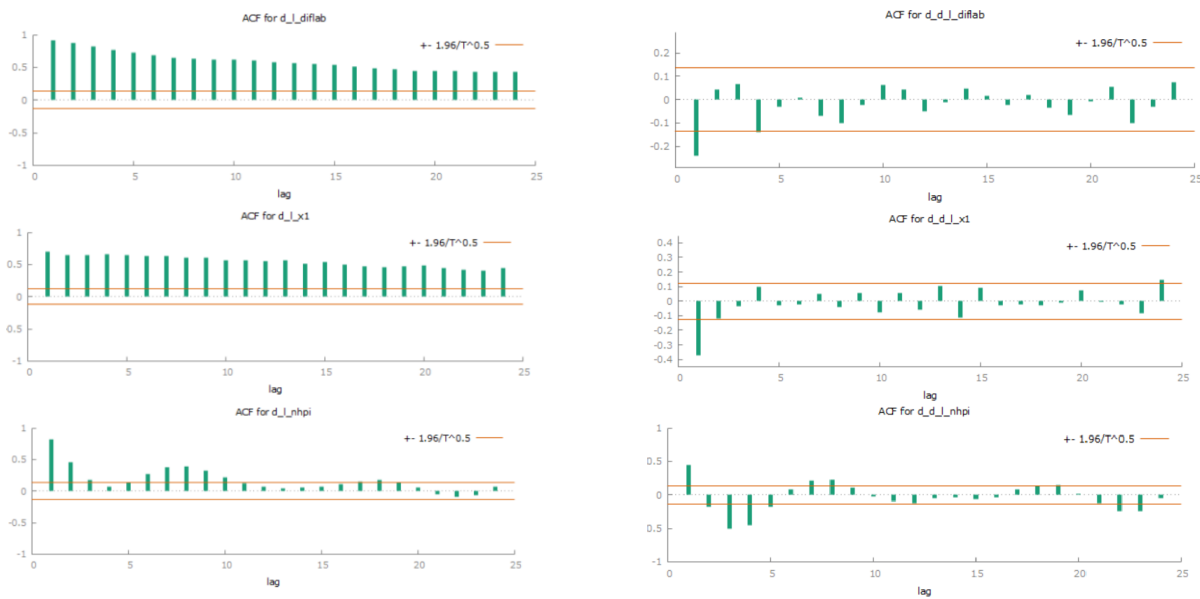 ACF for d_l_diflab
+- 1.96/T^0.5
1
0.5
0
-0.5
-1
0 5 10 15 20 25
lag
ACF for d_d_l_diflab
+- 1.96/T^0.5
0.2
0.1
0
-0.1
-0.2
0 5 10 15 20 25
lag
ACF for d_l_x1
+- 1.96/T^0.5
1
0.5
0
0.5
-1
0 5 10 15 20 25
lag
ACF for d_d_l_x1
+- 1.96/T^0.5
0.4
0.3
0.2
0.1
0
-0.1
-0.2
-0.3
-0.4
0 5 10 15 20 25
lag
ACF for d_l_nhpi
+- 1.96/T^0.5
1
0.5
0
-0.5
-1
0 5 10 15 20 25
lag
ACF for d_d_l_nhpi
+- 1.96/T^0.5
1
0.5
0
0.5
-1
0 5 10 15 20 25
lag